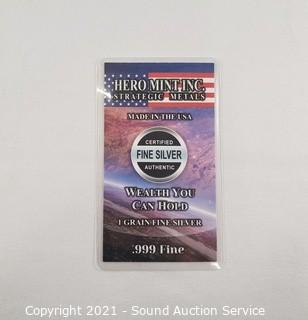 HERO MINT INC.
STRATEGIC METALS
MADE IN THE USA
CERTIFIED
FINE SILVER
AUTHENTIC
WEALTH YOU
CAN HOLD
1 GRAIN FINE SILVER
.999 Fine
Copyright 2021 - Sound Auction Service